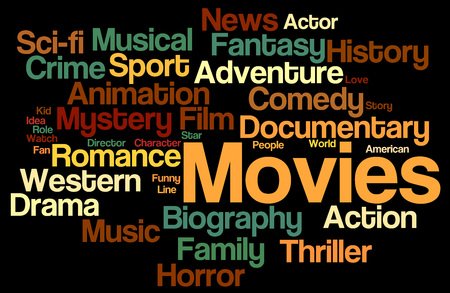 News Actor
Sci-fi Musical Fantasy History
Crime Sport Adventure Love
Animation Comedy Story
Kid
Idea Mystery Film Documentary
Role
Watch Director Character Star People World American
Fan Romance Movies
Western Funny
Line
Drama Biography Action
Music Family Thriller
Horror